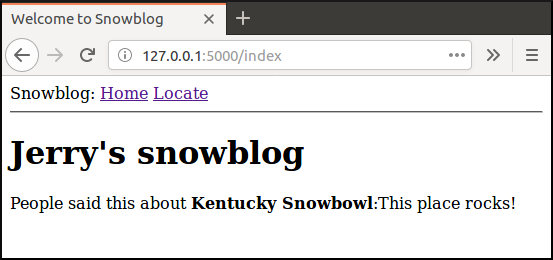 Welcome to Snowblog
127.0.0.1:5000/index
Snowblog: Home Locate
Jerry's snowblog
People said this about Kentucky Snowbowl:This place rocks!